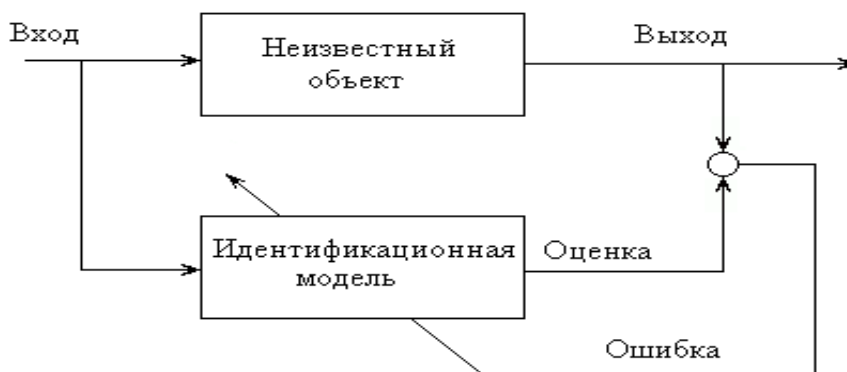 Вход
Неизвестный
объект
Выход
Идентификационная
модель
Оценка
Ошибка